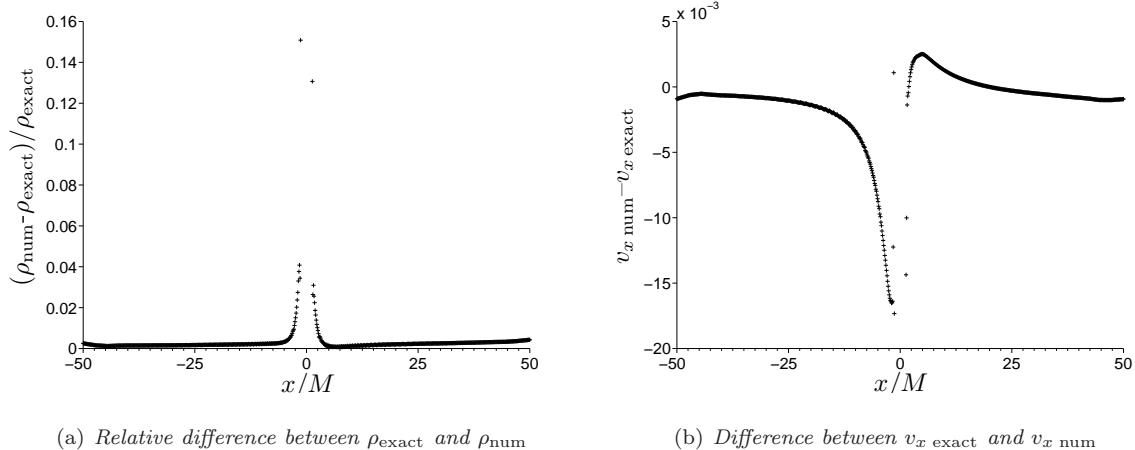 0.16
0.14
0.12
0.1
0.08
0.06
0.04
0.02
0
(ρnum-ρexact)/ρexact
−50 −25 0 25 50
x/M
(a) Relative difference between ρexact and ρnum
x 10−3
5
0
−5
−10
−15
−20
vx num−vx exact
−50 −25 0 25 50
x/M
(b) Difference between vx exact and vx num